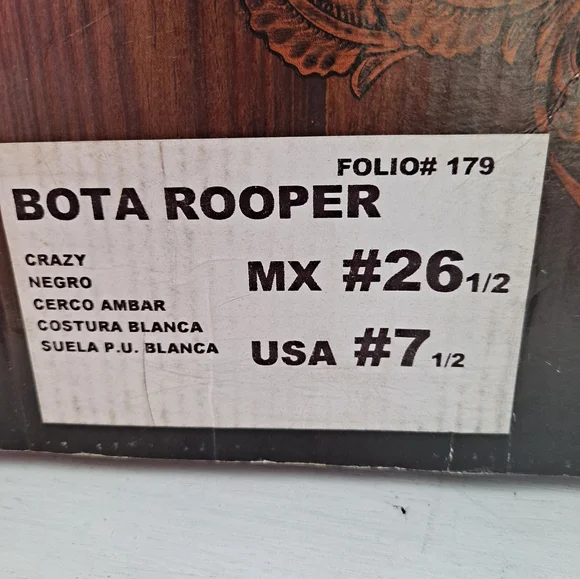 FOLIO# 179
BOTA ROOPER
CRAZY
NEGRO
CERCO AMBAR
COSTURA BLANCA
SUELA P.U. BLANCA
MX #26 1/2
USA #7 1/2